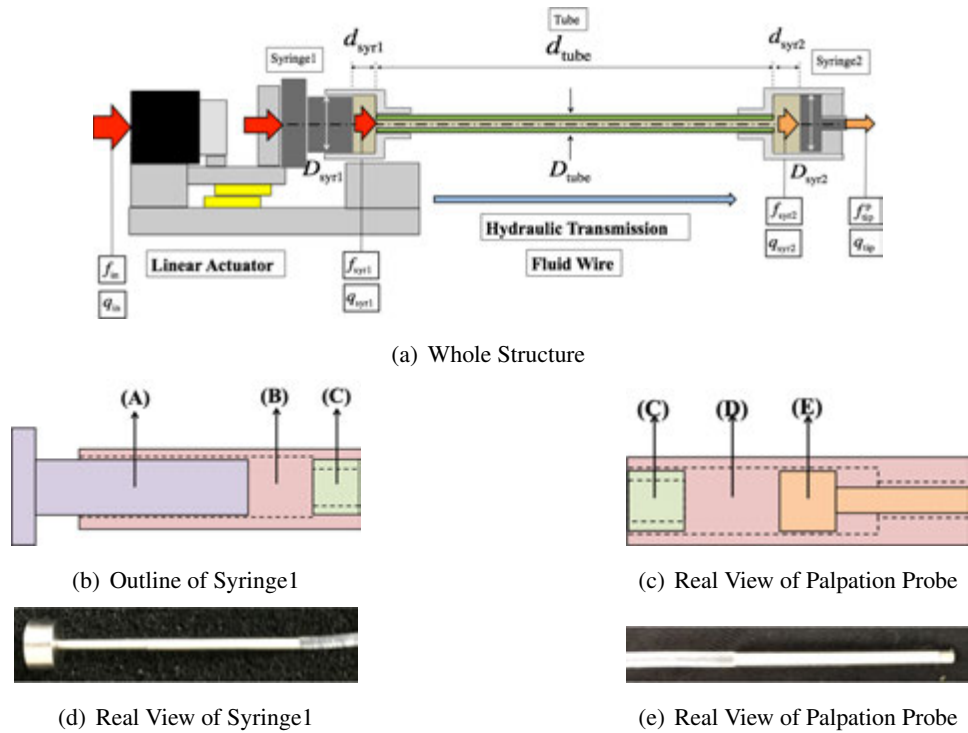 Tube
d_syr1 d_tube d_syr2
Syringe1 Syringe2
D_syr1 D_tube D_syr2
f_in
q_in
Linear Actuator
f_syr1
q_syr1
Hydraulic Transmission
Fluid Wire
f_syr2
q_syr2
f^p_tip
q_tip
(a) Whole Structure
(A) (B) (C)
(C) (D) (E)
(b) Outline of Syringe1
(c) Real View of Palpation Probe
(d) Real View of Syringe1
(e) Real View of Palpation Probe